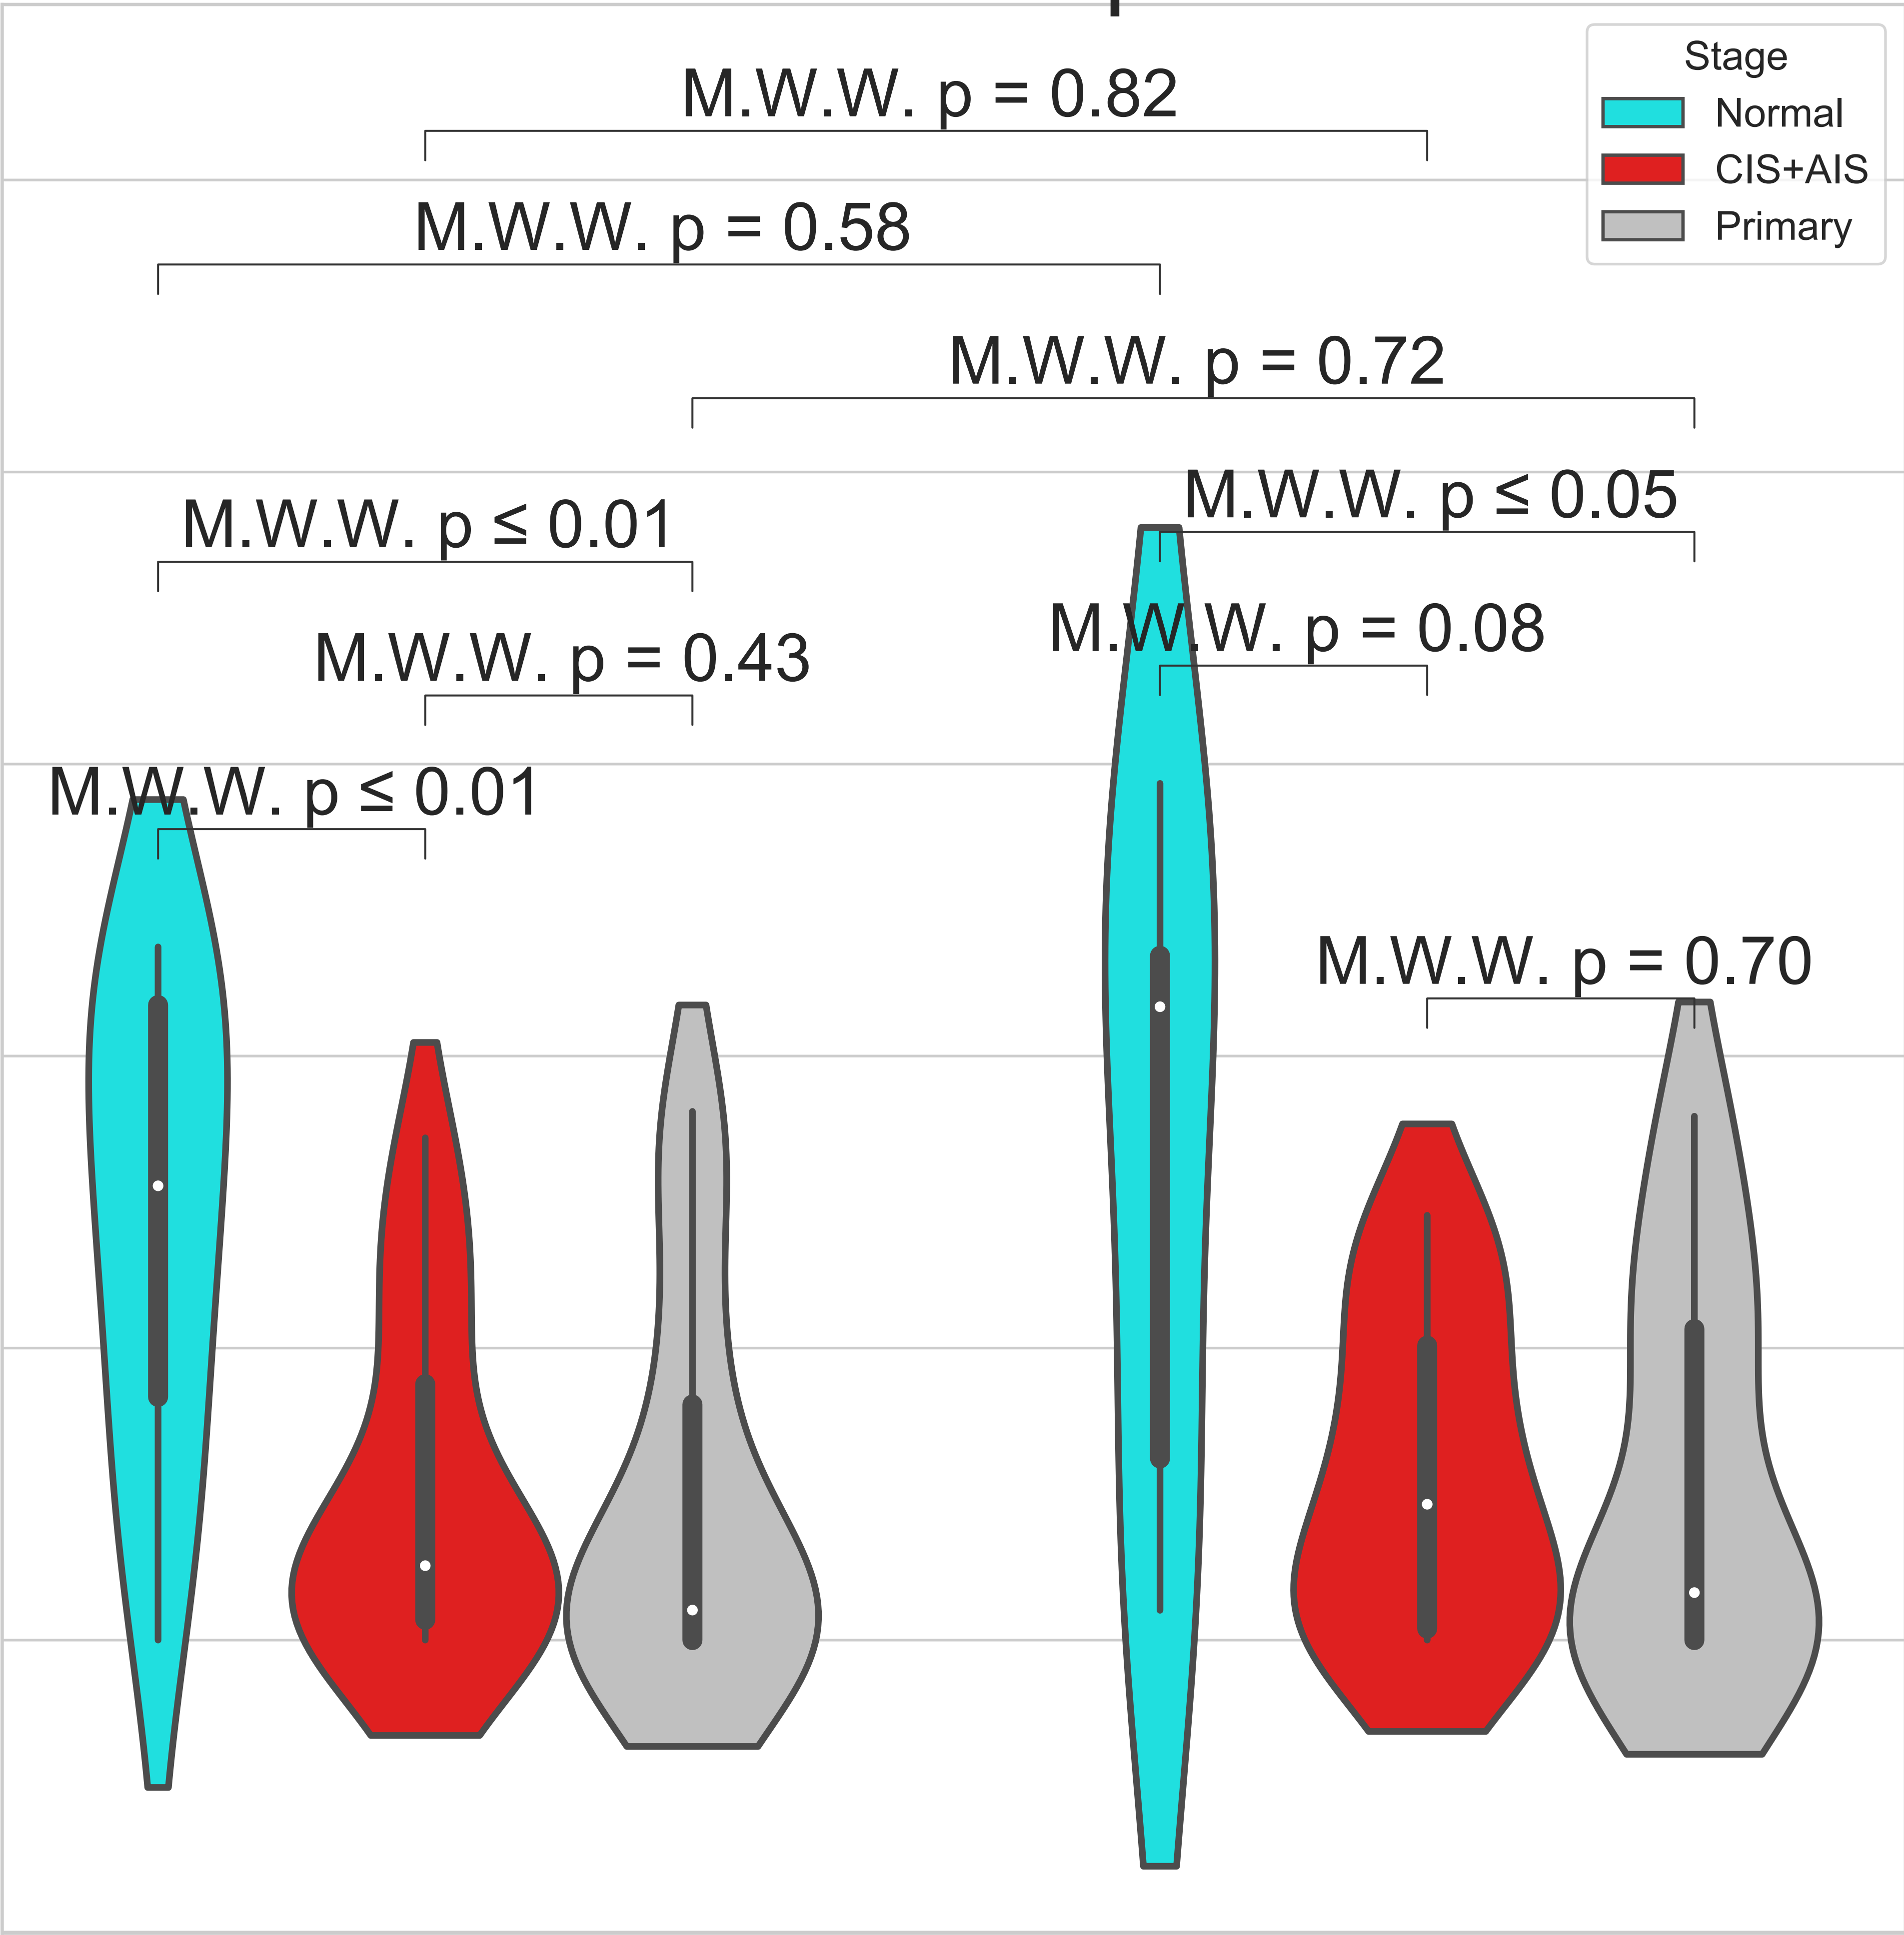 M.W.W. p = 0.82
Stage
Normal
CIS+AIS
Primary
M.W.W. p = 0.58
M.W.W. p = 0.72
M.W.W. p ≤ 0.05
M.W.W. p ≤ 0.01
M.W.W. p = 0.08
M.W.W. p = 0.43
M.W.W. p ≤ 0.01
M.W.W. p = 0.70